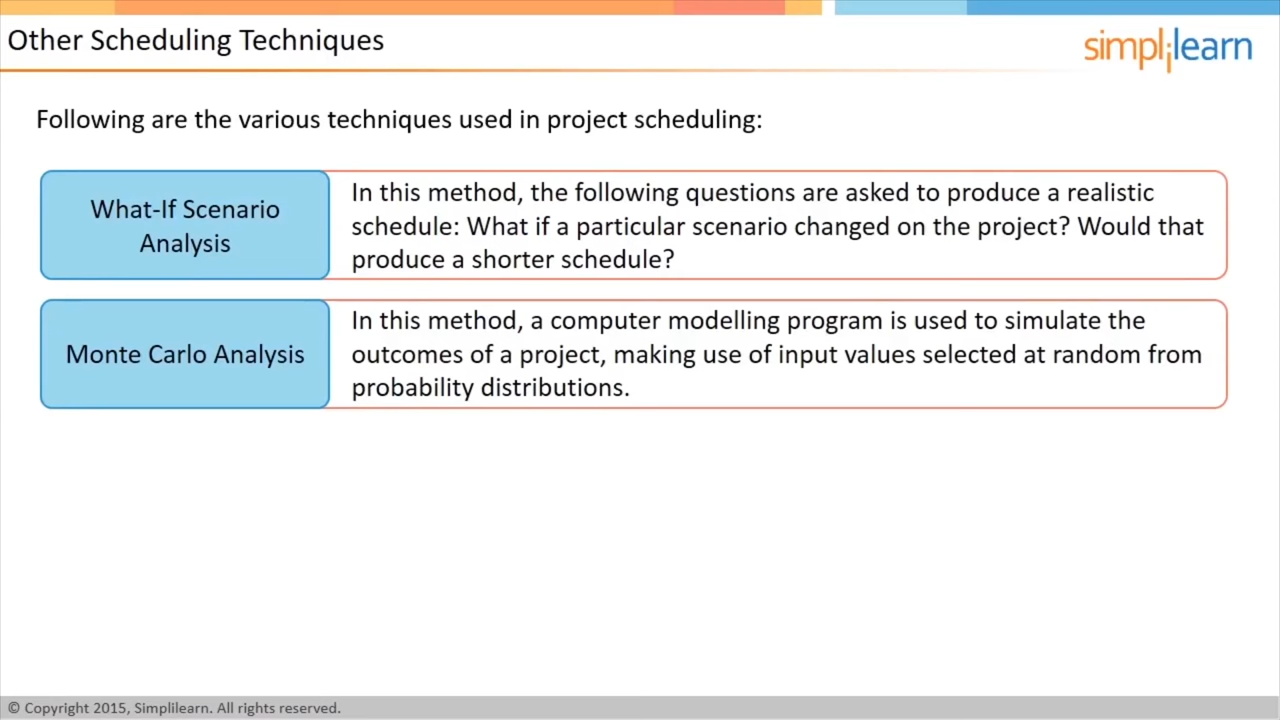 Other Scheduling Techniques
simplilearn
Following are the various techniques used in project scheduling:
What-If Scenario
Analysis
In this method, the following questions are asked to produce a realistic
schedule: What if a particular scenario changed on the project? Would that
produce a shorter schedule?
Monte Carlo Analysis
In this method, a computer modelling program is used to simulate the
outcomes of a project, making use of input values selected at random from
probability distributions.
© Copyright 2015, Simplilearn. All rights reserved.